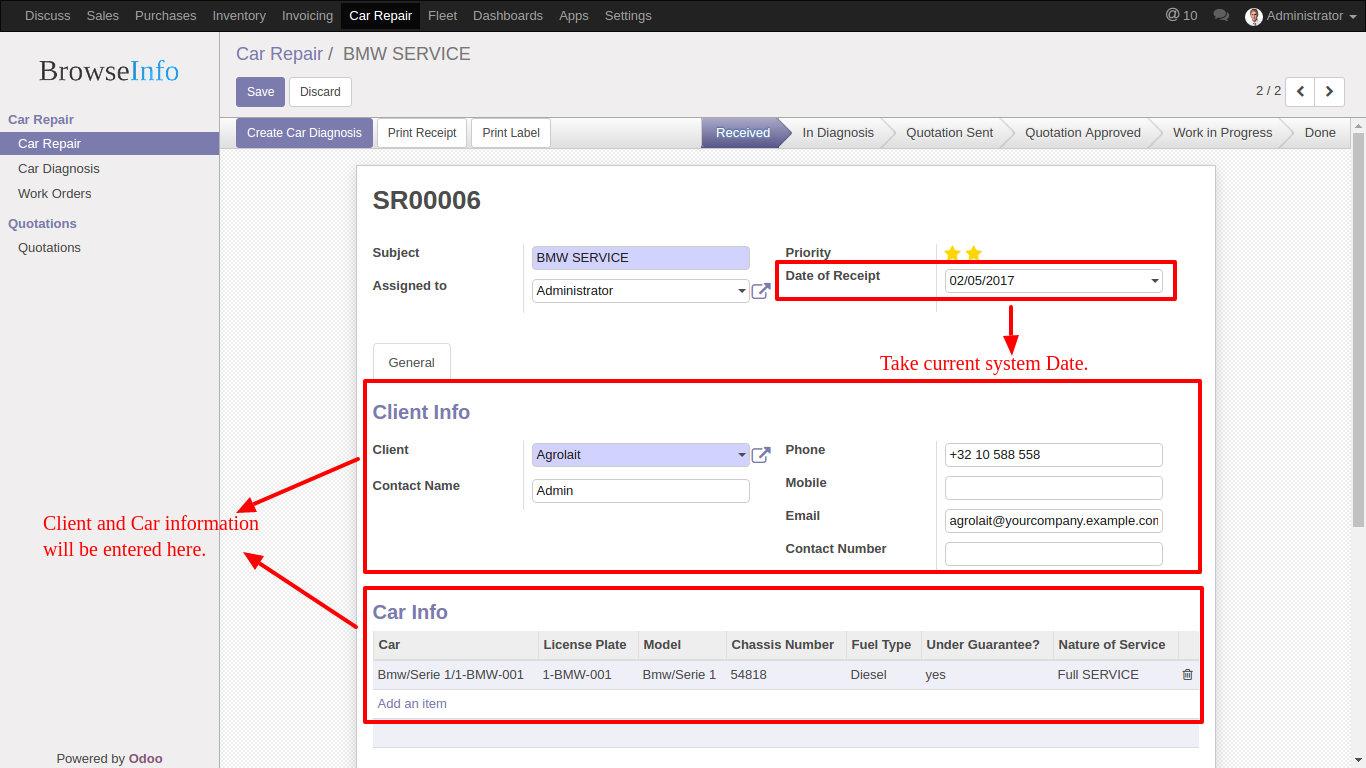 Discuss Sales Purchases Inventory Invoicing Car Repair Fleet Dashboards Apps Settings @ 10 Administrator
BrowseInfo
Car Repair
Car Repair
Car Diagnosis
Work Orders
Quotations
Quotations
Powered by Odoo
Car Repair / BMW SERVICE
Save Discard 2 / 2
Create Car Diagnosis Print Receipt Print Label Received In Diagnosis Quotation Sent Quotation Approved Work in Progress Done
SR00006
Subject BMW SERVICE
Assigned to Administrator
Priority
Date of Receipt 02/05/2017
Take current system Date.
General
Client Info
Client Agrolait
Contact Name Admin
Phone +32 10 588 558
Mobile
Email agrolait@yourcompany.example.com
Contact Number
Client and Car information
will be entered here.
Car Info
Car License Plate Model Chassis Number Fuel Type Under Guarantee? Nature of Service
Bmw/Serie 1/1-BMW-001 1-BMW-001 Bmw/Serie 1 54818 Diesel yes Full SERVICE
Add an item